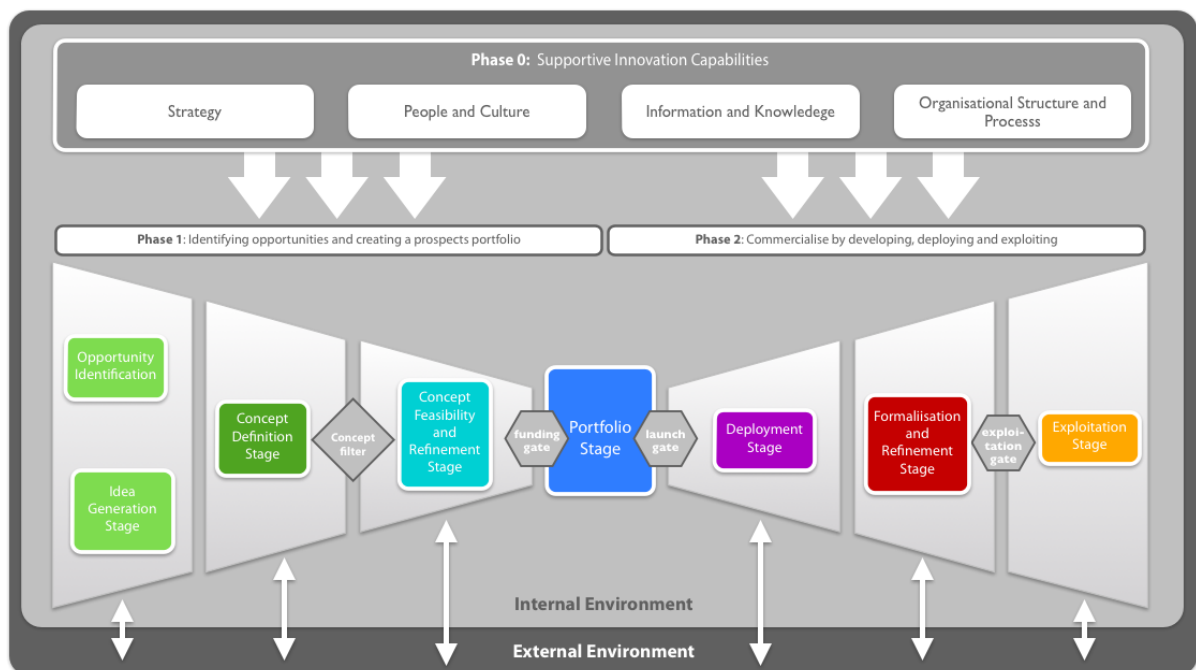 Phase 0: Supportive Innovation Capabilities
Strategy
People and Culture
Information and Knowledege
Organisational Structure and
Processs
Phase 1: Identifying opportunities and creating a prospects portfolio
Phase 2: Commercialise by developing, deploying and exploiting
Opportunity
Identification
Idea
Generation
Stage
Concept
Definition
Stage
Concept
filter
Concept
Feasibility
and
Refinement
Stage
funding
gate
Portfolio
Stage
launch
gate
Deployment
Stage
Formaliisation
and
Refinement
Stage
exploi-
tation
gate
Exploitation
Stage
Internal Environment
External Environment